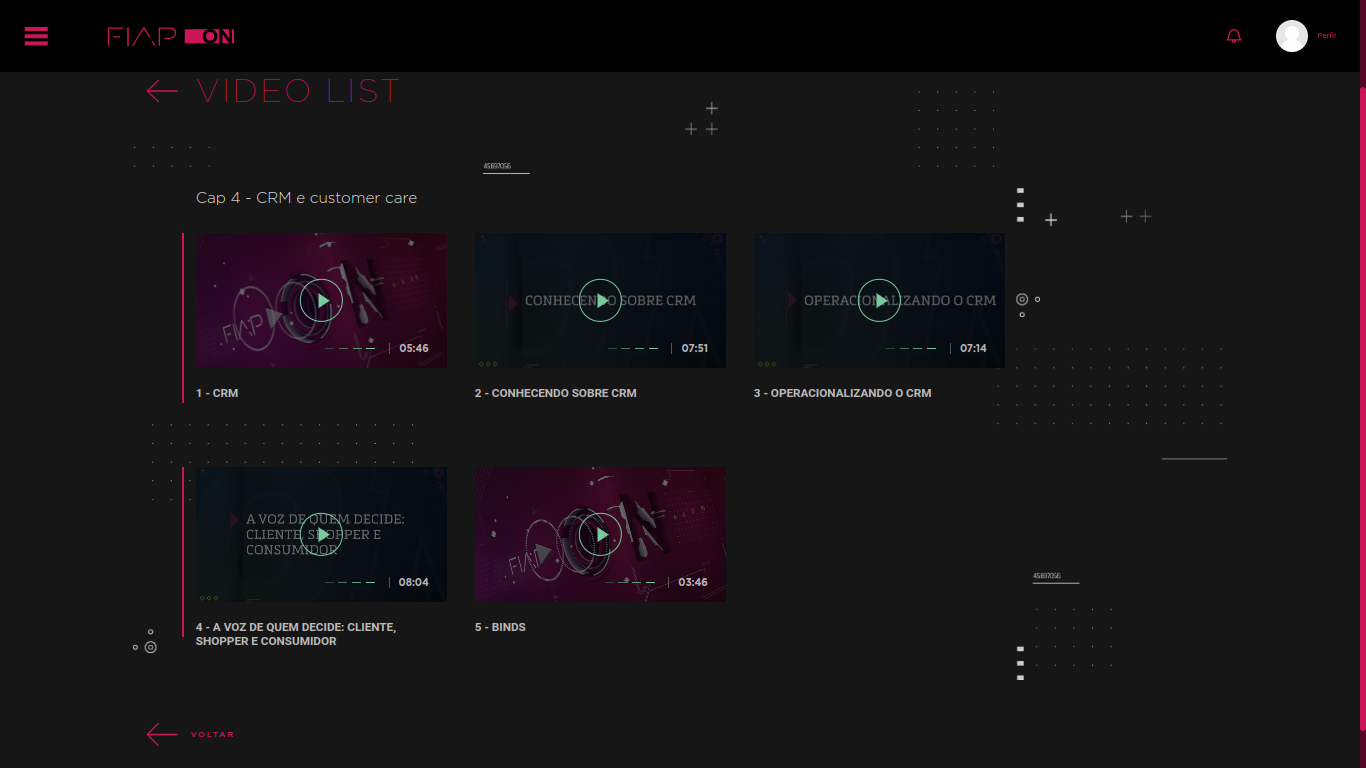 FIAP ON
Perfil
VIDEO LIST
45897056
Cap 4 - CRM e customer care
FIAP ON
05:46
CONHECENDO SOBRE CRM
07:51
OPERACIONALIZANDO O CRM
07:14
1 - CRM
2 - CONHECENDO SOBRE CRM
3 - OPERACIONALIZANDO O CRM
A VOZ DE QUEM DECIDE:
CLIENTE, SHOPPER E
CONSUMIDOR
08:04
FIAP ON
03:46
45897056
4 - A VOZ DE QUEM DECIDE: CLIENTE,
SHOPPER E CONSUMIDOR
5 - BINDS
VOLTAR